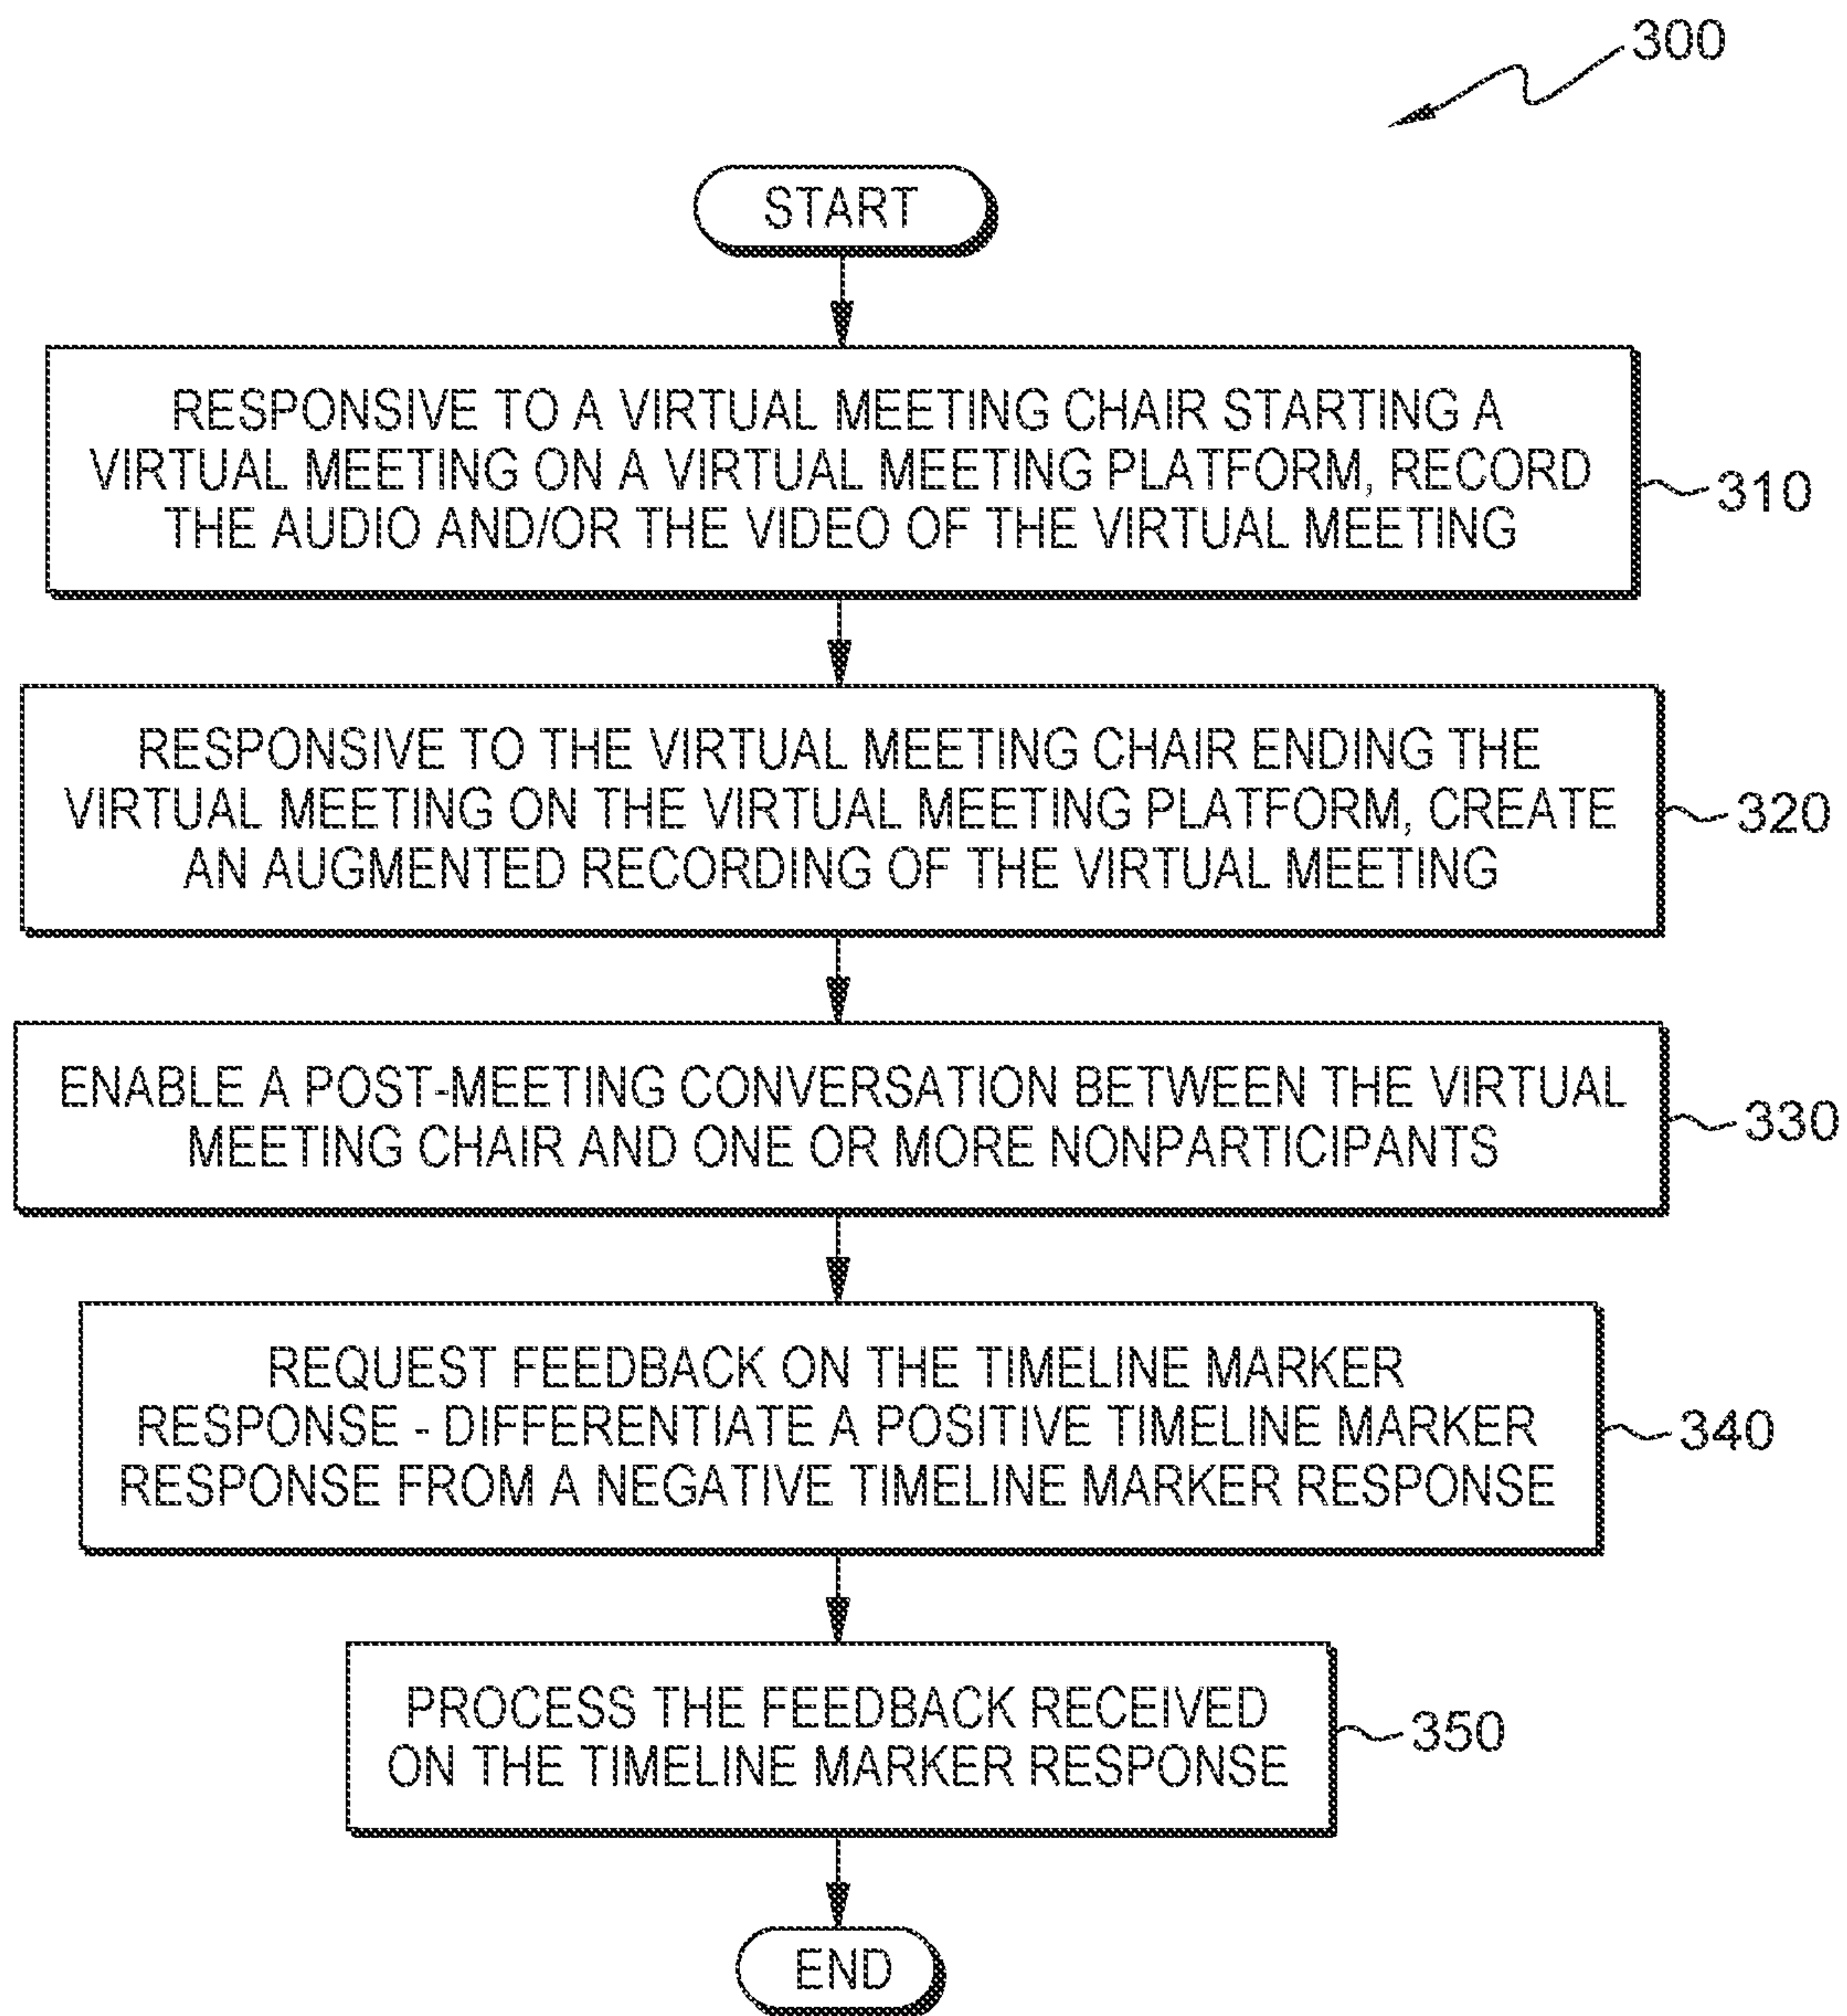 300
START
RESPONSIVE TO A VIRTUAL MEETING CHAIR STARTING A
VIRTUAL MEETING ON A VIRTUAL MEETING PLATFORM, RECORD
THE AUDIO AND/OR THE VIDEO OF THE VIRTUAL MEETING
310
RESPONSIVE TO THE VIRTUAL MEETING CHAIR ENDING THE
VIRTUAL MEETING ON THE VIRTUAL MEETING PLATFORM, CREATE
AN AUGMENTED RECORDING OF THE VIRTUAL MEETING
320
ENABLE A POST-MEETING CONVERSATION BETWEEN THE VIRTUAL
MEETING CHAIR AND ONE OR MORE NONPARTICIPANTS
330
REQUEST FEEDBACK ON THE TIMELINE MARKER
RESPONSE - DIFFERENTIATE A POSITIVE TIMELINE MARKER
RESPONSE FROM A NEGATIVE TIMELINE MARKER RESPONSE
340
PROCESS THE FEEDBACK RECEIVED
ON THE TIMELINE MARKER RESPONSE
350
END